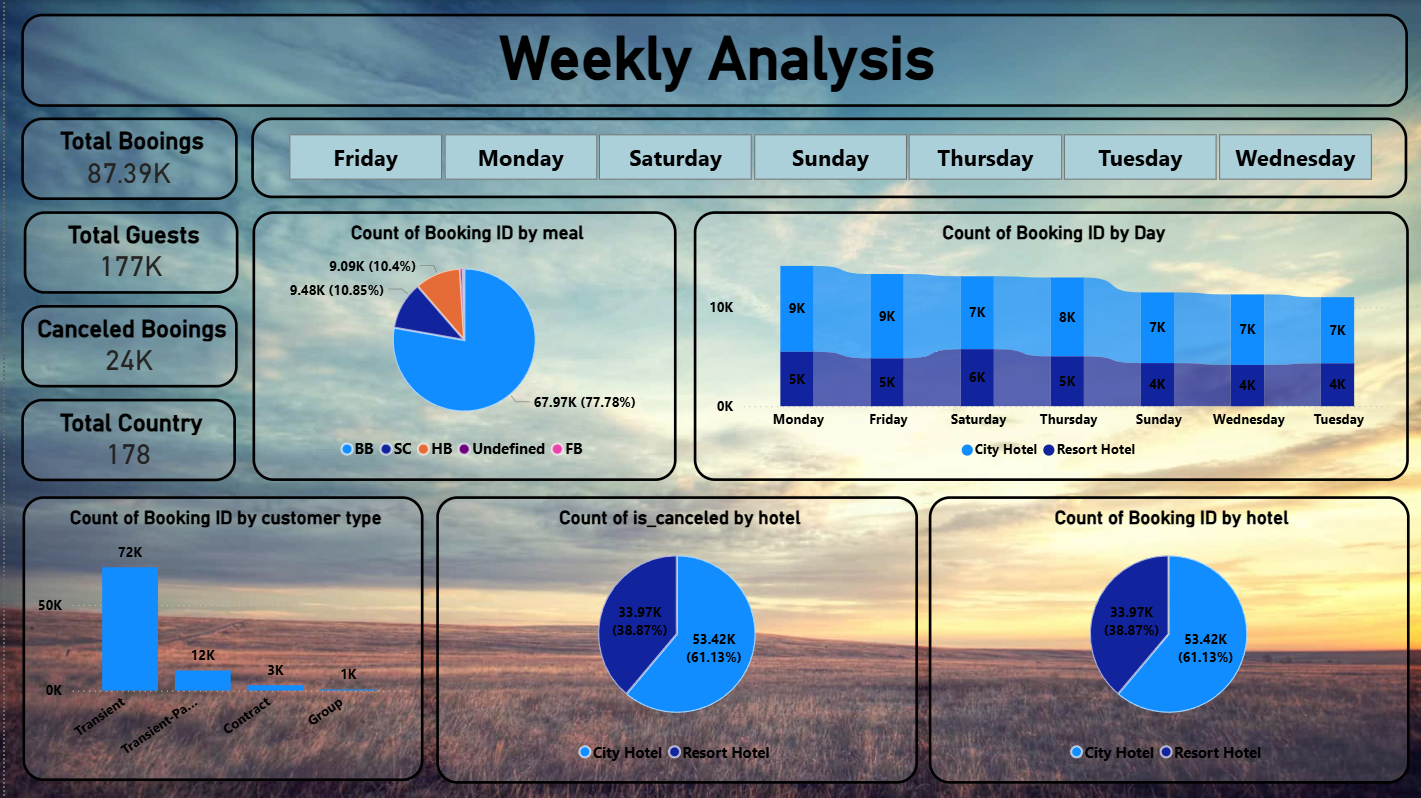 Weekly Analysis
Total Booings
87.39K
Friday
Monday
Saturday
Sunday
Thursday
Tuesday
Wednesday
Total Guests
177K
Canceled Booings
24K
Total Country
178
Count of Booking ID by meal
9.09K (10.4%)
9.48K (10.85%)
67.97K (77.78%)
BB
SC
HB
Undefined
FB
Count of Booking ID by Day
10K
0K
9K
9K
7K
8K
7K
7K
7K
5K
5K
6K
5K
4K
4K
4K
Monday
Friday
Saturday
Thursday
Sunday
Wednesday
Tuesday
City Hotel
Resort Hotel
Count of Booking ID by customer type
50K
0K
72K
12K
3K
1K
Transient
Transient-Pa...
Contract
Group
Count of is_canceled by hotel
33.97K
(38.87%)
53.42K
(61.13%)
City Hotel
Resort Hotel
Count of Booking ID by hotel
33.97K
(38.87%)
53.42K
(61.13%)
City Hotel
Resort Hotel